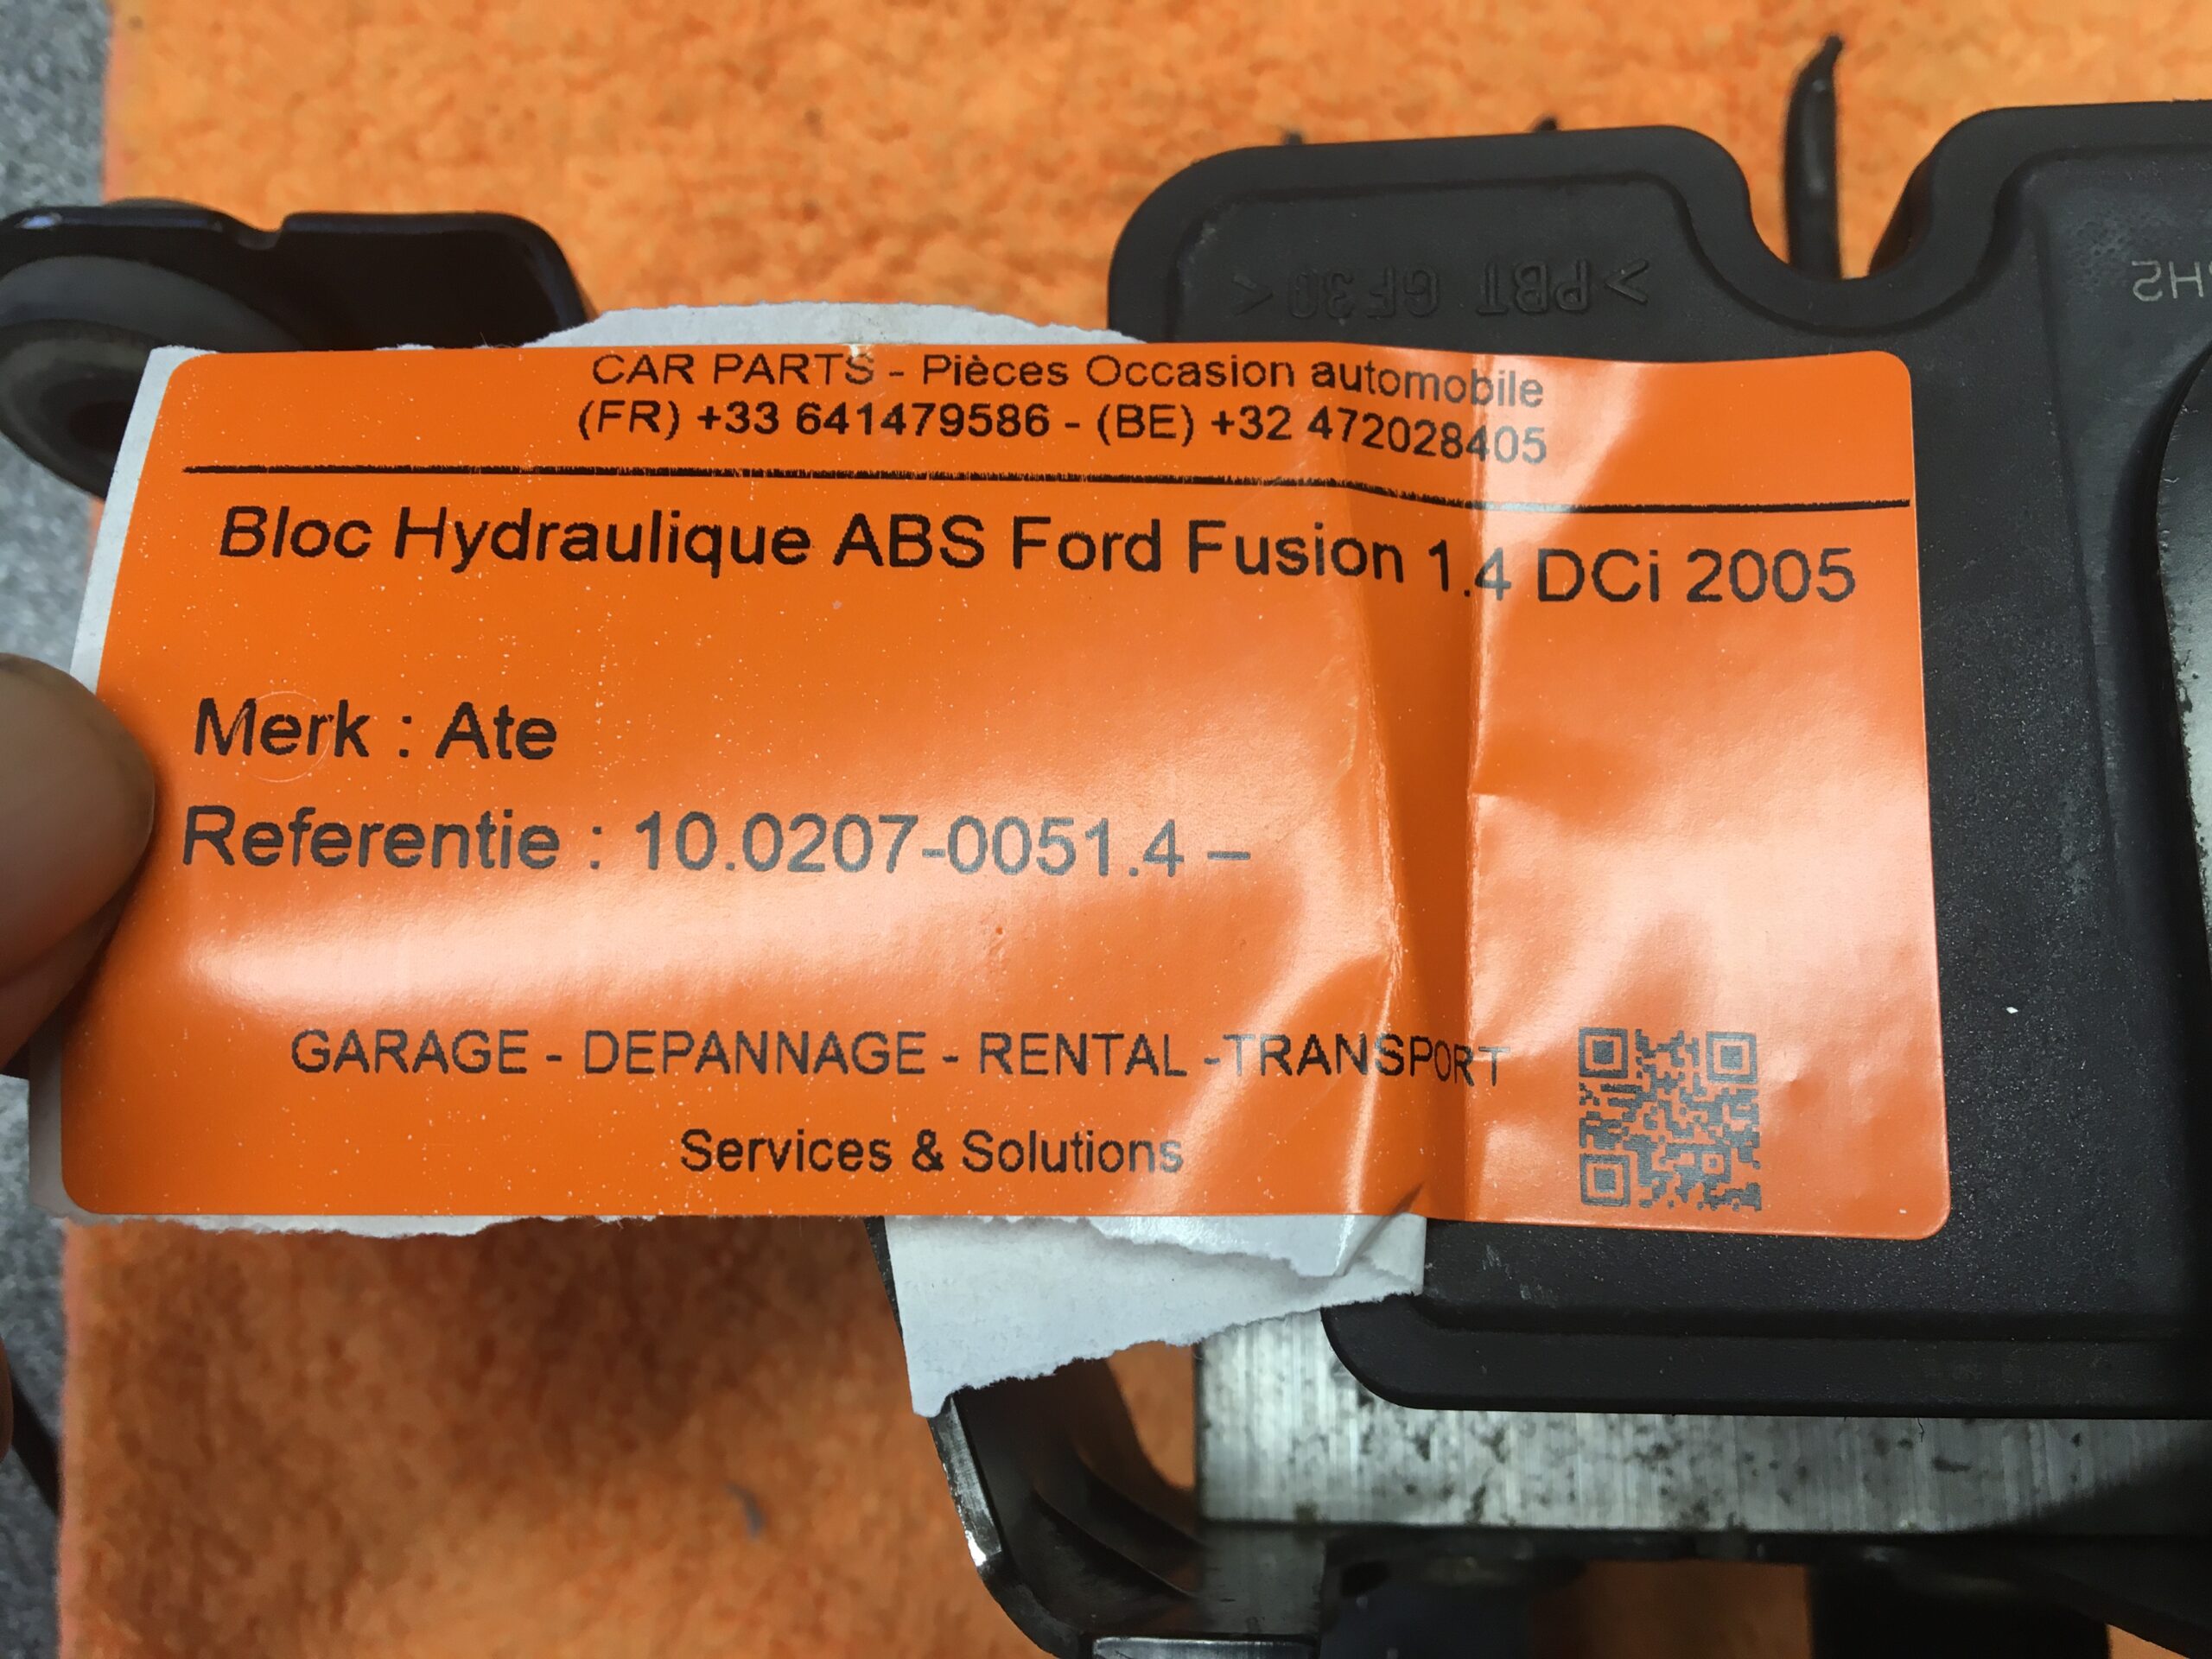 CAR PARTS - Pièces Occasion automobile
(FR) +33 641479586 - (BE) +32 472028405
Bloc Hydraulique ABS Ford Fusion 1.4 DCi 2005
Merk : Ate
Referentie : 10.0207-0051.4 –
GARAGE - DEPANNAGE - RENTAL -TRANSPORT
Services & Solutions
>PBT GF30<